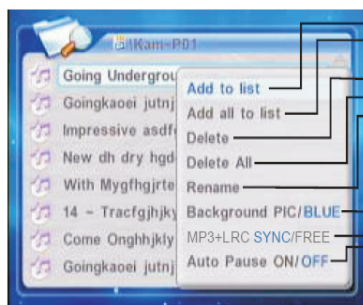 \Kam-P01
Going Undergrou
Add to list
Goingkaoei jutnj
Add all to list
Impressive asdf
Delete
New dh dry hgd
Delete All
With Mygfhgjrte
Rename
14 - Tracfgjhjky
Background PIC/BLUE
Come Onghhjkly
MP3+LRC SYNC/FREE
Goingkaoei jutnj
Auto Pause ON/OFF